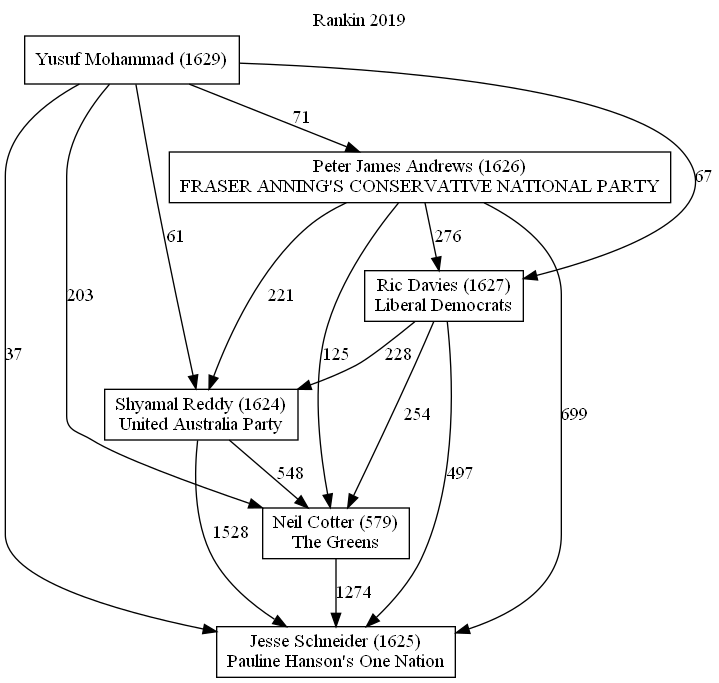 Rankin 2019
Yusuf Mohammad (1629)
71
Peter James Andrews (1626)
FRASER ANNING'S CONSERVATIVE NATIONAL PARTY
67
61
276
Ric Davies (1627)
Liberal Democrats
203
221
37
125
228
Shyamal Reddy (1624)
United Australia Party
254
699
548
497
Neil Cotter (579)
The Greens
1528
1274
Jesse Schneider (1625)
Pauline Hanson's One Nation